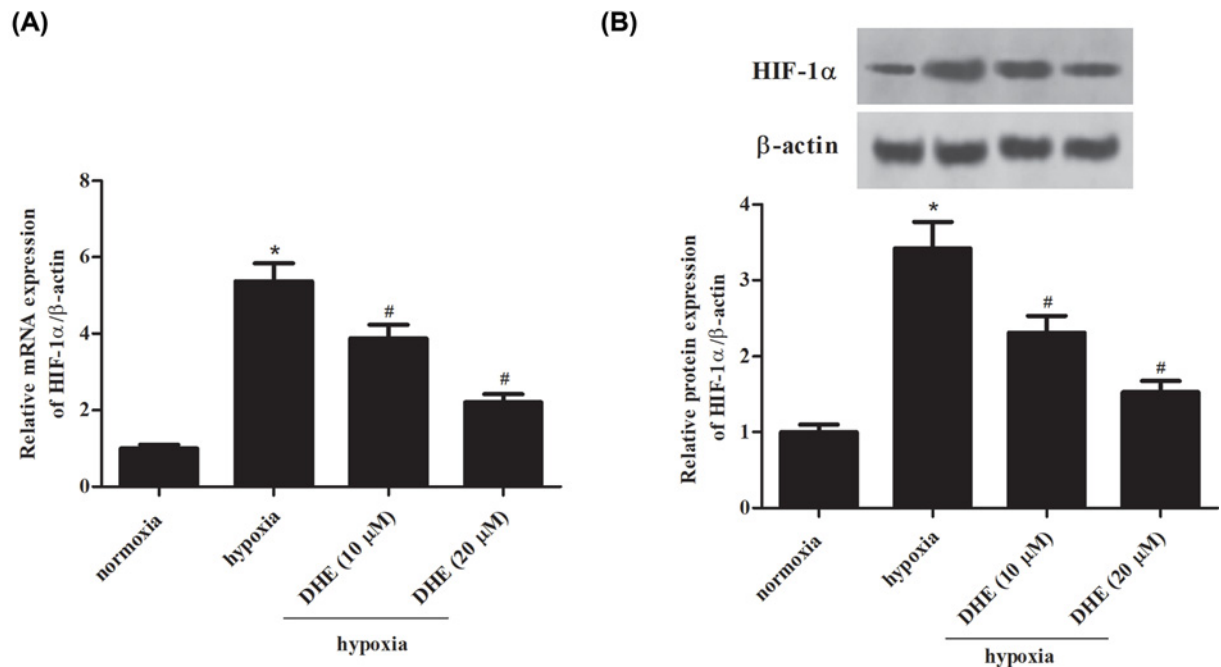 (A)
Relative mRNA expression
of HIF-1α/β-actin
8
6
4
2
0
*
#
#
normoxia
hypoxia
DHE (10 μM)
DHE (20 μM)
hypoxia
(B)
HIF-1α
β-actin
Relative protein expression
of HIF-1α/β-actin
4
3
2
1
0
*
#
#
normoxia
hypoxia
DHE (10 μM)
DHE (20 μM)
hypoxia